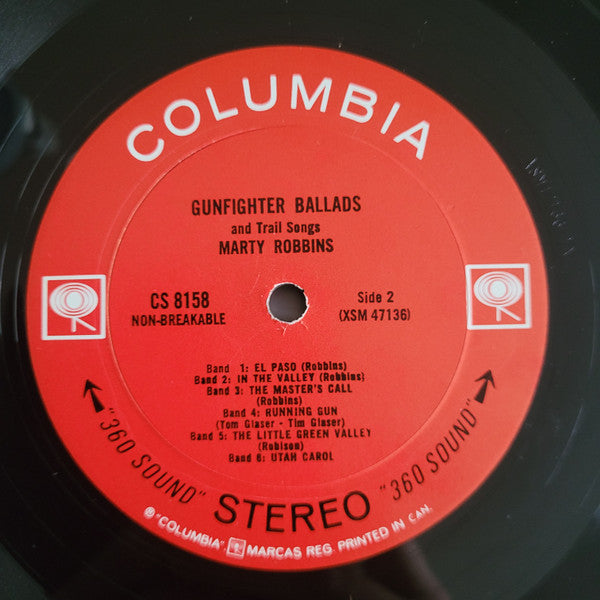 COLUMBIA
GUNFIGHTER BALLADS
and Trail Songs
MARTY ROBBINS
CS 8158
NON-BREAKABLE
Side 2
(XSM 47136)
Band 1: EL PASO (Robbins)
Band 2: IN THE VALLEY (Robbins)
Band 3: THE MASTER'S CALL
(Robbins)
Band 4: RUNNING GUN
(Tom Glaser - Tim Glaser)
Band 5: THE LITTLE GREEN VALLEY
(Robison)
Band 6: UTAH CAROL
"360 SOUND" STEREO "360 SOUND"
® "COLUMBIA", MARCAS REG. PRINTED IN CAN.